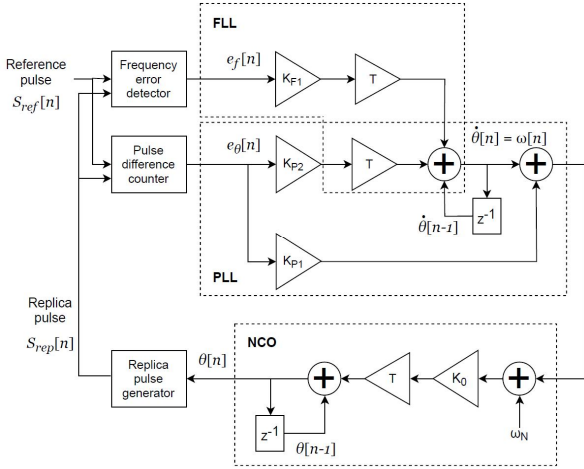 FLL
Reference
pulse
S_ref[n]
Frequency
error
detector
e_f[n]
K_F1
T
Pulse
difference
counter
e_θ[n]
K_P2
T
+
θ̇[n] = ω[n]
+
θ̇[n-1]
z⁻¹
K_P1
PLL
Replica
pulse
S_rep[n]
NCO
Replica
pulse
generator
θ[n]
+
T
K_0
+
z⁻¹
θ[n-1]
ω_N